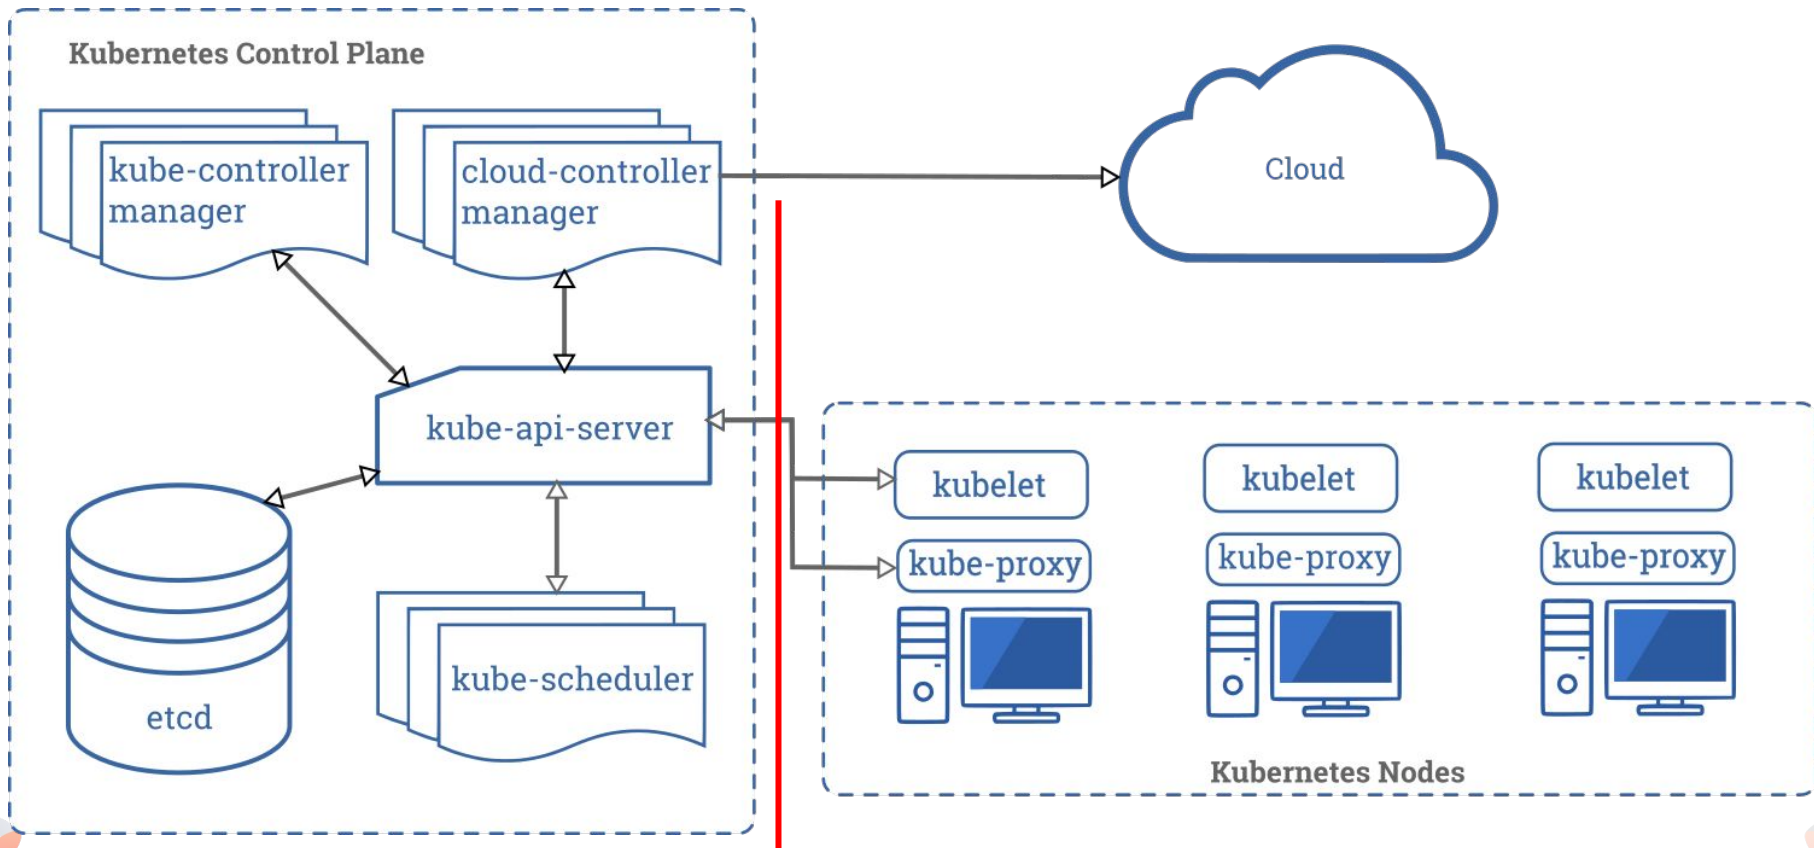 Kubernetes Control Plane
kube-controller
manager
cloud-controller
manager
Cloud
kube-api-server
kubelet
kubelet
kubelet
kube-proxy
kube-proxy
kube-proxy
etcd
kube-scheduler
Kubernetes Nodes